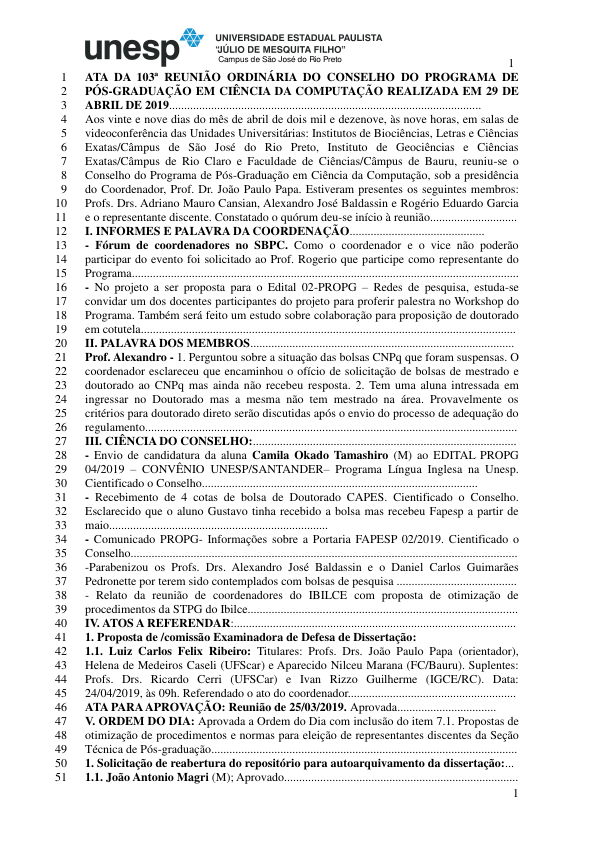 unesp
UNIVERSIDADE ESTADUAL PAULISTA
"JÚLIO DE MESQUITA FILHO"
Campus de São José do Rio Preto
1
1 ATA DA 103ª REUNIÃO ORDINÁRIA DO CONSELHO DO PROGRAMA DE
2 PÓS-GRADUAÇÃO EM CIÊNCIA DA COMPUTAÇÃO REALIZADA EM 29 DE
3 ABRIL DE 2019........................................................................................................
4 Aos vinte e nove dias do mês de abril de dois mil e dezenove, às nove horas, em salas de
5 videoconferência das Unidades Universitárias: Institutos de Biociências, Letras e Ciências
6 Exatas/Câmpus de São José do Rio Preto, Instituto de Geociências e Ciências
7 Exatas/Campus de Rio Claro e Faculdade de Ciências/Câmpus de Bauru, reuniu-se o
8 Conselho do Programa de Pós-Graduação em Ciência da Computação, sob a presidência
9 do Coordenador, Prof. Dr. João Paulo Papa. Estiveram presentes os seguintes membros:
10 Profs. Drs. Adriano Mauro Cansian, Alexandro José Baldassin e Rogério Eduardo Garcia
11 e o representante discente. Constatado o quórum deu-se início à reunião.............................
12 I. INFORMES E PALAVRA DA COORDENAÇÃO.............................................
13 - Fórum de coordenadores no SBPC. Como o coordenador e o vice não poderão
14 participar do evento foi solicitado ao Prof. Rogerio que participe como representante do
15 Programa.................................................................................................................................
16 - No projeto a ser proposta para o Edital 02-PROPG – Redes de pesquisa, estuda-se
17 convidar um dos docentes participantes do projeto para proferir palestra no Workshop do
18 Programa. Também será feito um estudo sobre colaboração para proposição de doutorado
19 em cotutela.............................................................................................................................
20 II. PALAVRA DOS MEMBROS........................................................................................
21 Prof. Alexandro - 1. Perguntou sobre a situação das bolsas CNPq que foram suspensas. O
22 coordenador esclareceu que encaminhou o ofício de solicitação de bolsas de mestrado e
23 doutorado ao CNPq mas ainda não recebeu resposta. 2. Tem uma aluna intressada em
24 ingressar no Doutorado mas a mesma não tem mestrado na área. Provavelmente os
25 critérios para doutorado direto serão discutidas após o envio do processo de adequação do
26 regulamento............................................................................................................................
27 III. CIÊNCIA DO CONSELHO:........................................................................................
28 - Envio de candidatura da aluna Camila Okado Tamashiro (M) ao EDITAL PROPG
29 04/2019 – CONVÊNIO UNESP/SANTANDER– Programa Língua Inglesa na Unesp.
30 Cientificado o Conselho............................................................................................
31 - Recebimento de 4 cotas de bolsa de Doutorado CAPES. Cientificado o Conselho.
32 Esclarecido que o aluno Gustavo tinha recebido a bolsa mas recebeu Fapesp a partir de
33 maio.........................................................................
34 - Comunicado PROPG- Informações sobre a Portaria FAPESP 02/2019. Cientificado o
35 Conselho.................................................................................................................................
36 -Parabenizou os Profs. Drs. Alexandro José Baldassin e o Daniel Carlos Guimarães
37 Pedronette por terem sido contemplados com bolsas de pesquisa ........................................
38 - Relato da reunião de coordenadores do IBILCE com proposta de otimização de
39 procedimentos da STPG do Ibilce..........................................................................................
40 IV. ATOS A REFERENDAR:..............................................................................................
41 1. Proposta de /comissão Examinadora de Defesa de Dissertação:
42 1.1. Luiz Carlos Felix Ribeiro: Titulares: Profs. Drs. João Paulo Papa (orientador),
43 Helena de Medeiros Caseli (UFScar) e Aparecido Nilceu Marana (FC/Bauru). Suplentes:
44 Profs. Drs. Ricardo Cerri (UFSCar) e Ivan Rizzo Guilherme (IGCE/RC). Data:
45 24/04/2019, às 09h. Referendado o ato do coordenador........................................................
46 ATA PARA APROVAÇÃO: Reunião de 25/03/2019. Aprovada.................................
47 V. ORDEM DO DIA: Aprovada a Ordem do Dia com inclusão do item 7.1. Propostas de
48 otimização de procedimentos e normas para eleição de representantes discentes da Seção
49 Técnica de Pós-graduação......................................................................................................
50 1. Solicitação de reabertura do repositório para autoarquivamento da dissertação:...
51 1.1. João Antonio Magri (M); Aprovado..............................................................................
1